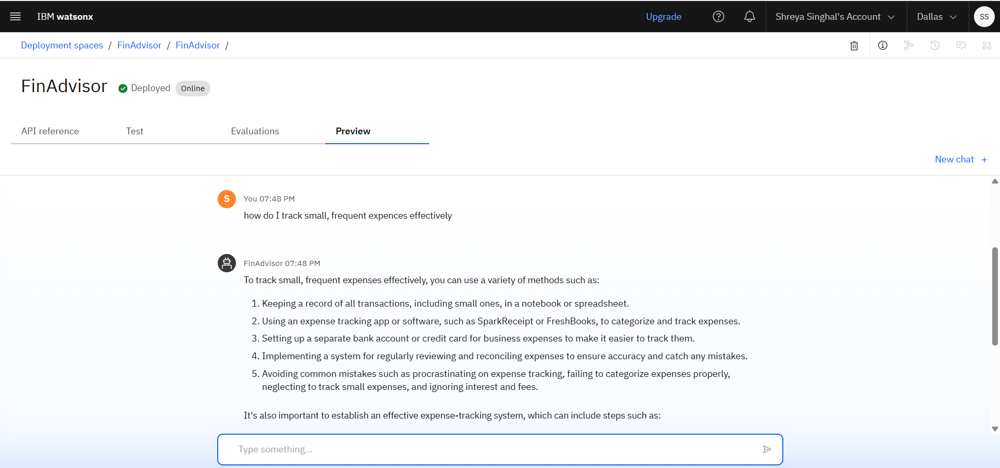 IBM watsonx
Upgrade
Shreya Singhal's Account
Dallas
SS
Deployment spaces / FinAdvisor / FinAdvisor /
FinAdvisor
Deployed
Online
API reference
Test
Evaluations
Preview
New chat +
S
You 07:48 PM
how do I track small, frequent expences effectively
FinAdvisor 07:48 PM
To track small, frequent expenses effectively, you can use a variety of methods such as:
1. Keeping a record of all transactions, including small ones, in a notebook or spreadsheet.
2. Using an expense tracking app or software, such as SparkReceipt or FreshBooks, to categorize and track expenses.
3. Setting up a separate bank account or credit card for business expenses to make it easier to track them.
4. Implementing a system for regularly reviewing and reconciling expenses to ensure accuracy and catch any mistakes.
5. Avoiding common mistakes such as procrastinating on expense tracking, failing to categorize expenses properly,
neglecting to track small expenses, and ignoring interest and fees.
It's also important to establish an effective expense-tracking system, which can include steps such as:
Type something...